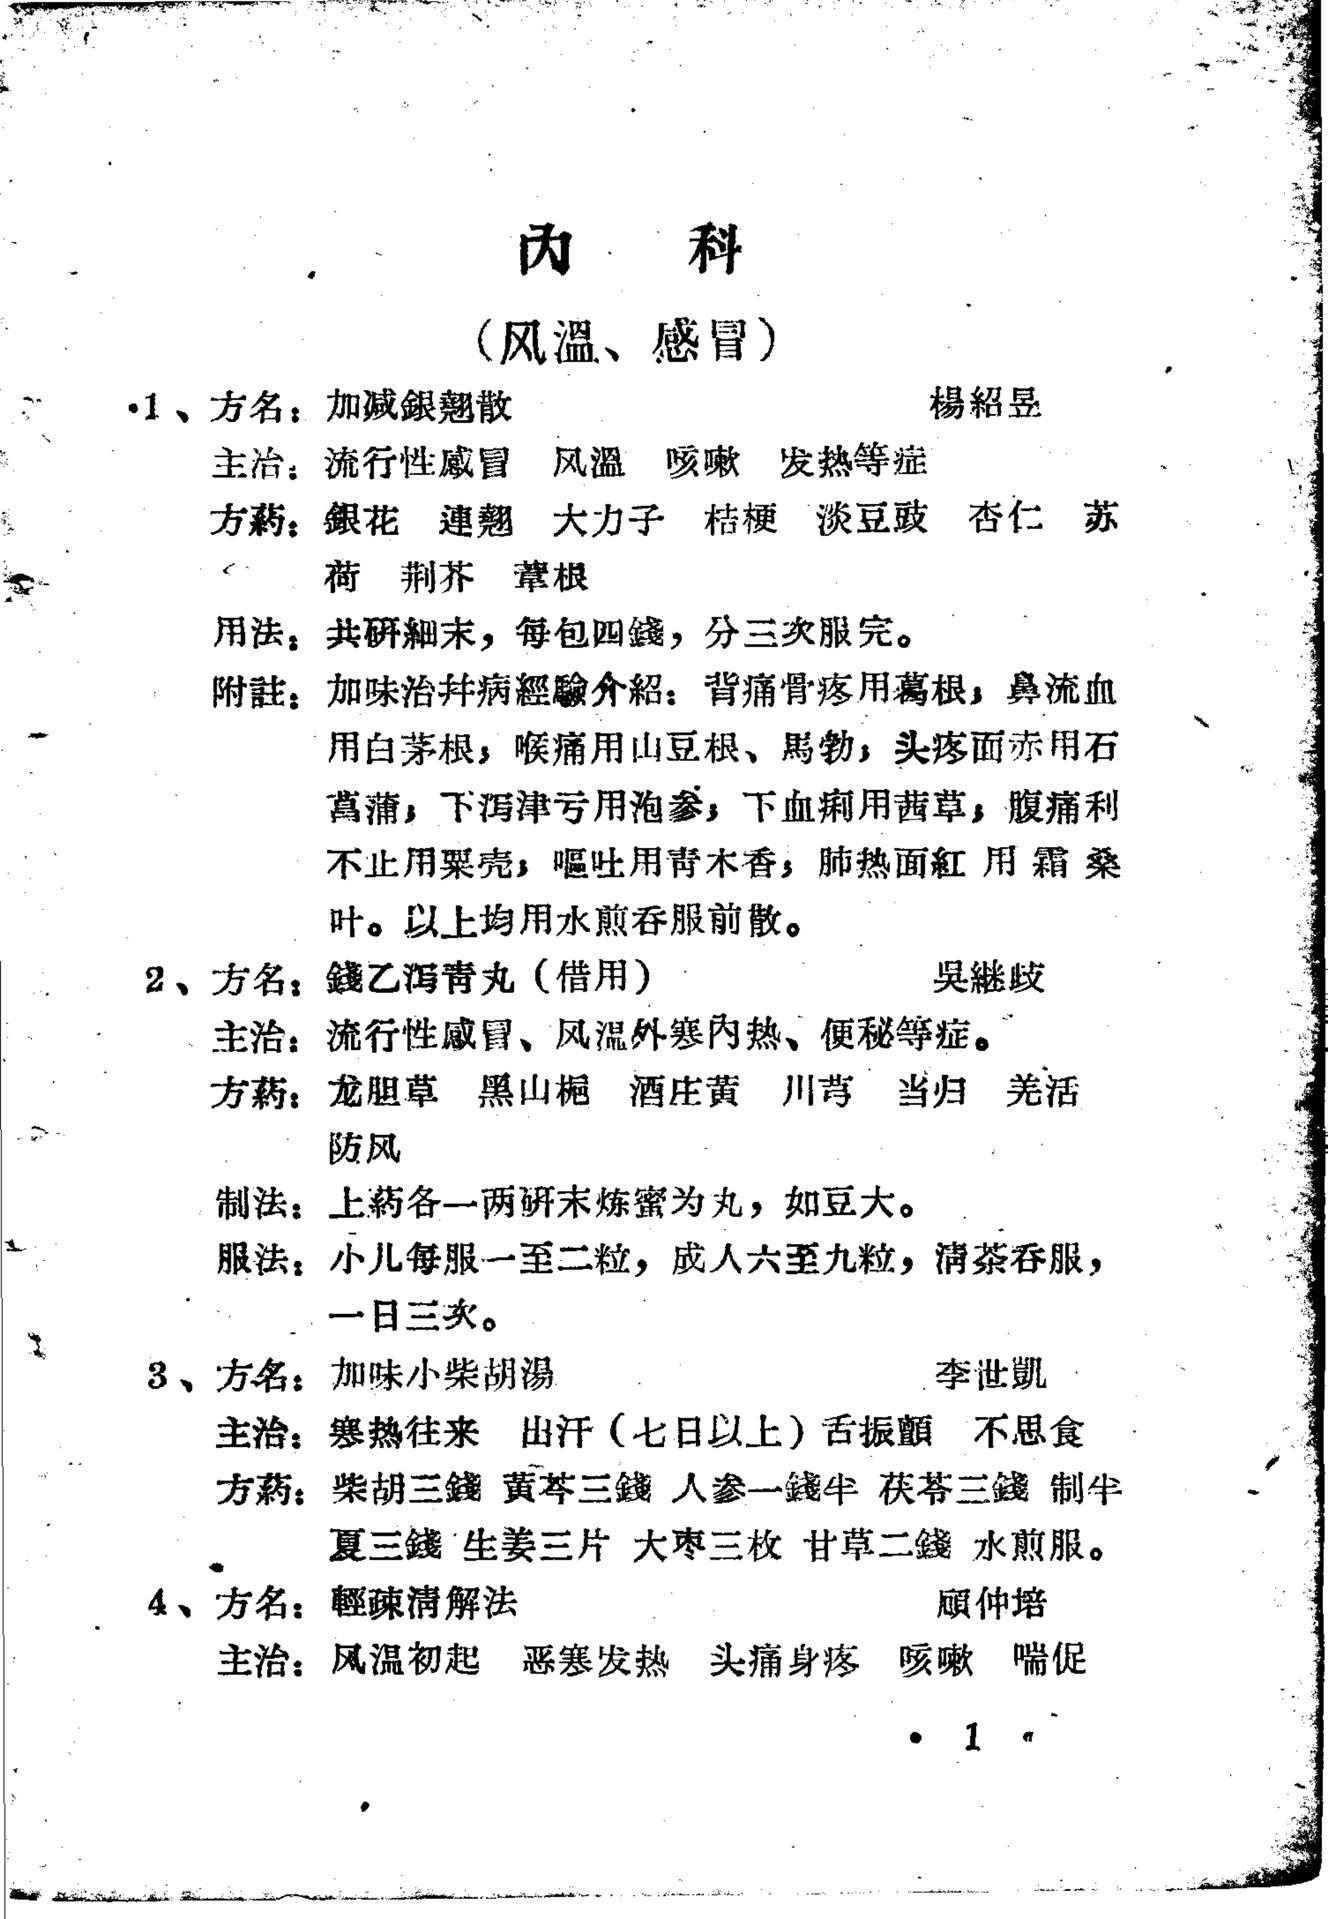 内　科
（风溫、感冒）
1、方名：加减銀翘散　楊紹昱
主治：流行性感冒　风溫　咳嗽　发热等症
方葯：銀花　連翘　大力子　桔梗　淡豆豉　杏仁　苏
荷　荆芥　葦根
用法：共研細末，每包四錢，分三次服完。
附註：加味治幷病經驗介紹：背痛骨疼用葛根；鼻流血
用白茅根；喉痛用山豆根、馬勃；头疼面赤用石
菖蒲；下泻津亏用泡参；下血痢用茜草；腹痛利
不止用粟壳；嘔吐用青木香；肺热面紅用霜桑
叶。以上均用水煎呑服前散。
2、方名：錢乙泻青丸（借用）　吳継歧
主治：流行性感冒、风溫外寒內热、便秘等症。
方葯：龙胆草　黑山梔　酒庄黄　川芎　当归　羌活
防风
制法：上葯各一两研末炼蜜为丸，如豆大。
服法：小儿每服一至二粒，成人六至九粒，淸茶呑服，
一日三次。
3、方名：加味小柴胡湯　李世凱
主治：寒热往来　出汗（七日以上）舌振顫　不思食
方葯：柴胡三錢　黄芩三錢　人参一錢半　茯苓三錢　制半
夏三錢　生姜三片　大枣三枚　甘草二錢　水煎服。
4、方名：輕疎淸解法　顾仲培
主治：风溫初起　恶寒发热　头痛身疼　咳嗽　喘促
·1·